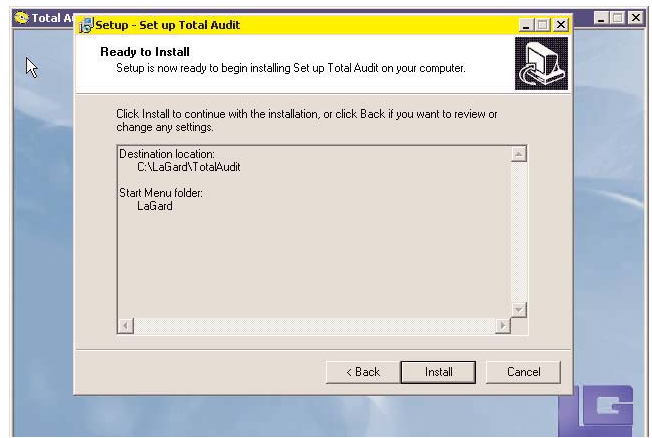 Total A
Setup - Set up Total Audit
Ready to Install
Setup is now ready to begin installing Set up Total Audit on your computer.
Click Install to continue with the installation, or click Back if you want to review or
change any settings.
Destination location:
C:\LaGard\TotalAudit
Start Menu folder:
LaGard
< Back
Install
Cancel
LG